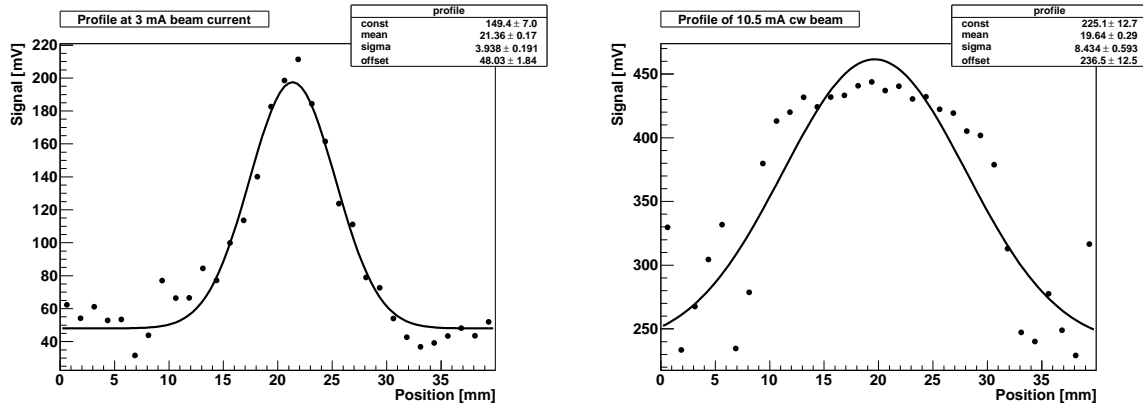 Profile at 3 mA beam current
profile
const 149.4 ± 7.0
mean 21.36 ± 0.17
sigma 3.938 ± 0.191
offset 48.03 ± 1.84
Signal [mV]
220
200
180
160
140
120
100
80
60
40
0 5 10 15 20 25 30 35
Position [mm]
Profile of 10.5 mA cw beam
profile
const 225.1 ± 12.7
mean 19.64 ± 0.29
sigma 8.434 ± 0.593
offset 236.5 ± 12.5
Signal [mV]
450
400
350
300
250
0 5 10 15 20 25 30 35
Position [mm]